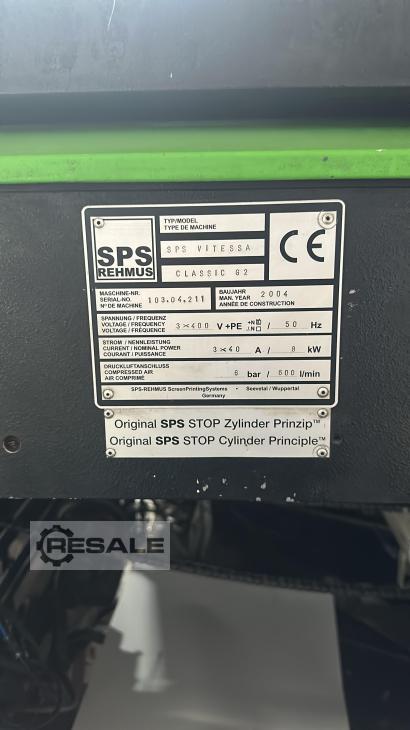 SPS
REHMUS
TYP/MODEL
TYPE DE MACHINE
SPS VITESSA
CLASSIC G2
CE
MASCHINE-NR.
SERIAL-NO.
N° DE MACHINE
103.04.211
BAUJAHR
MAN. YEAR
ANNÉE DE CONSTRUCTION
2004
SPANNUNG / FREQUENZ
VOLTAGE / FREQUENCY
VOLTAGE / FRÉQUENCE
3×400 V +PE / 50 Hz
STROM / NENNLEISTUNG
CURRENT / NOMINAL POWER
COURANT / PUISSANCE
3×40 A / 8 kW
DRUCKLUFTANSCHLUSS
COMPRESSED AIR
AIR COMPRIMÉ
6 bar / 600 l/min
SPS-REHMUS ScreenPrintingSystems • Seevetal / Wuppertal
Germany
Original SPS STOP Zylinder Prinzip™
Original SPS STOP Cylinder Principle™
RESALE